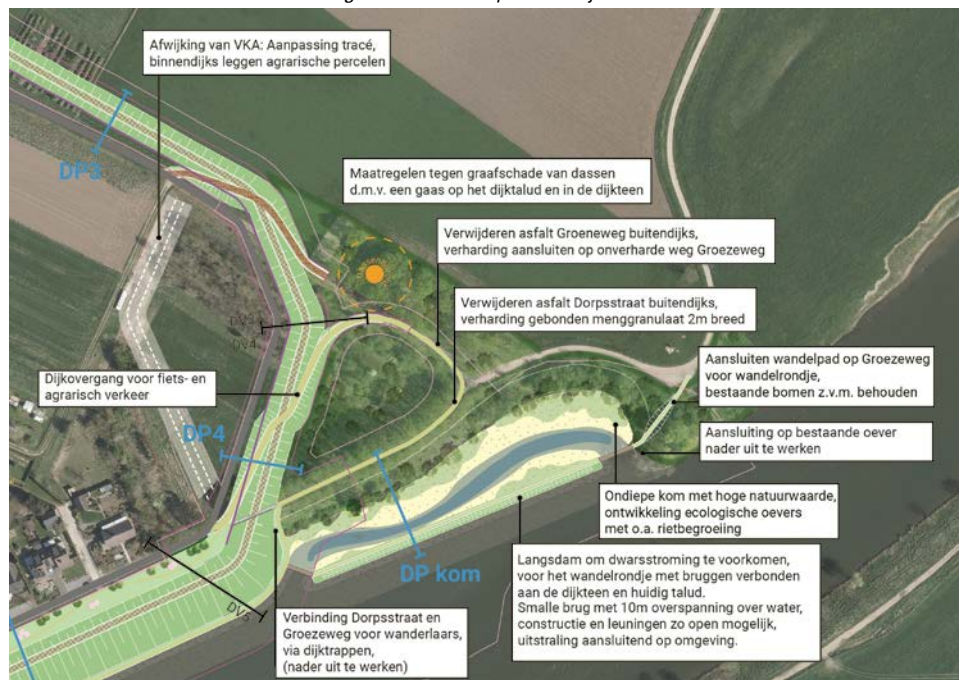 Afwijking van VKA: Aanpassing tracé,
binnendijks leggen agrarische percelen
DP3
Maatregelen tegen graafschade van dassen
d.m.v. een gaas op het dijktalud en in de dijkteen
Verwijderen asfalt Groeneweg buitendijks,
verharding aansluiten op onverharde weg Groezeweg
Verwijderen asfalt Dorpsstraat buitendijks,
verharding gebonden menggranulaat 2m breed
DV3
DV4
Aansluiten wandelpad op Groezeweg
voor wandelrondje,
bestaande bomen z.v.m. behouden
Dijkovergang voor fiets- en
agrarisch verkeer
DP4
Aansluiting op bestaande oever
nader uit te werken
Ondiepe kom met hoge natuurwaarde,
ontwikkeling ecologische oevers
met o.a. rietbegroeiing
DP kom
Langsdam om dwarsstroming te voorkomen,
voor het wandelrondje met bruggen verbonden
aan de dijkteen en huidig talud.
Smalle brug met 10m overspanning over water,
constructie en leuningen zo open mogelijk,
uitstraling aansluitend op omgeving.
DV5
Verbinding Dorpsstraat en
Groezeweg voor wanderlaars,
via dijktrappen,
(nader uit te werken)